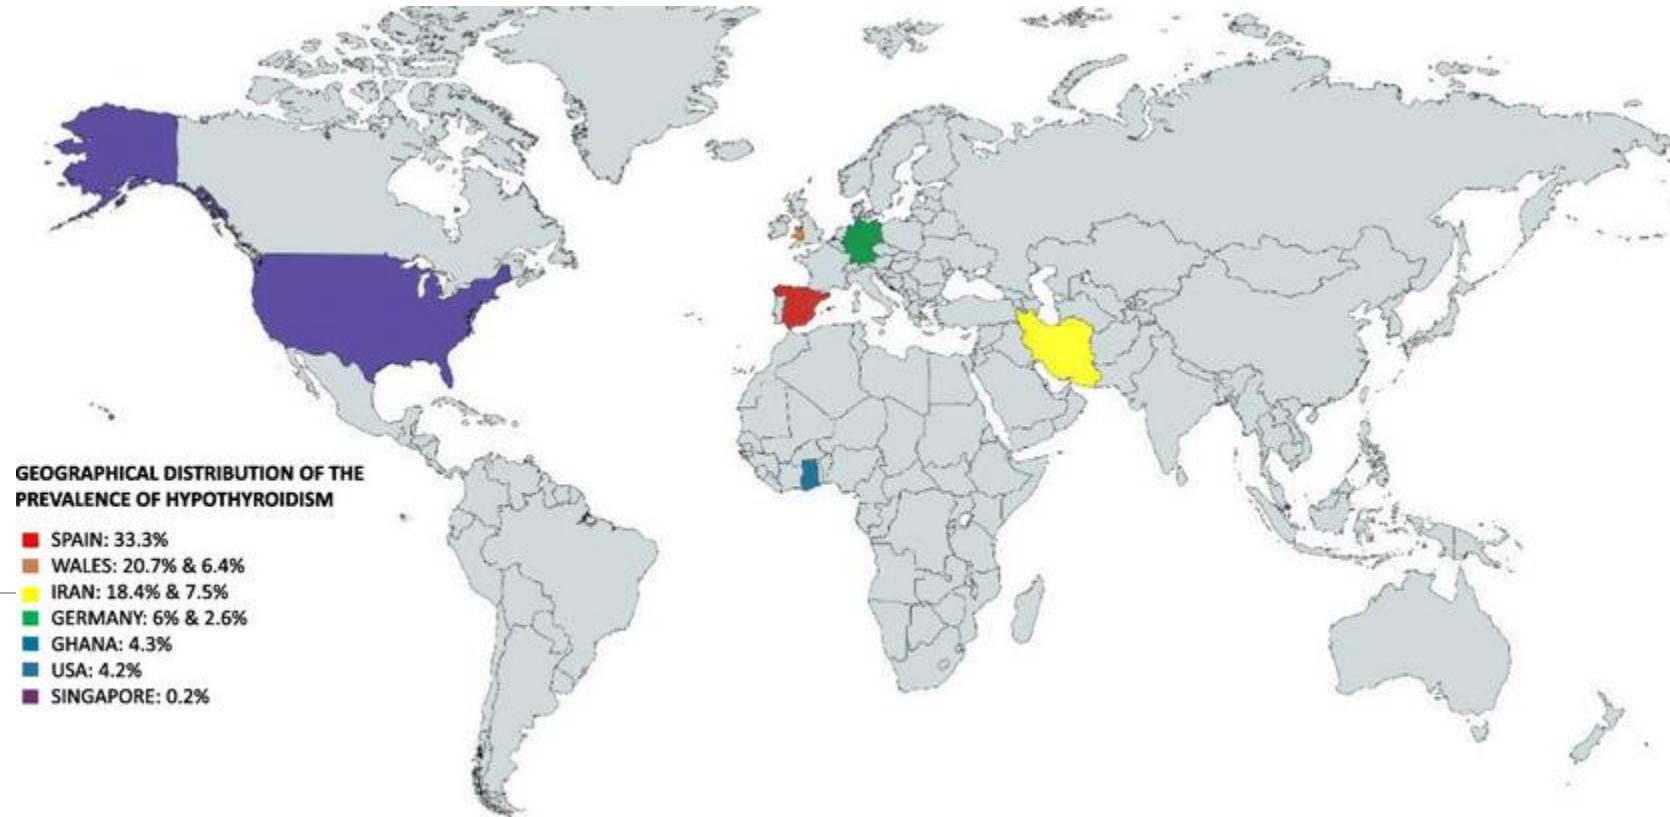 GEOGRAPHICAL DISTRIBUTION OF THE
PREVALENCE OF HYPOTHYROIDISM
SPAIN: 33.3%
WALES: 20.7% & 6.4%
IRAN: 18.4% & 7.5%
GERMANY: 6% & 2.6%
GHANA: 4.3%
USA: 4.2%
SINGAPORE: 0.2%